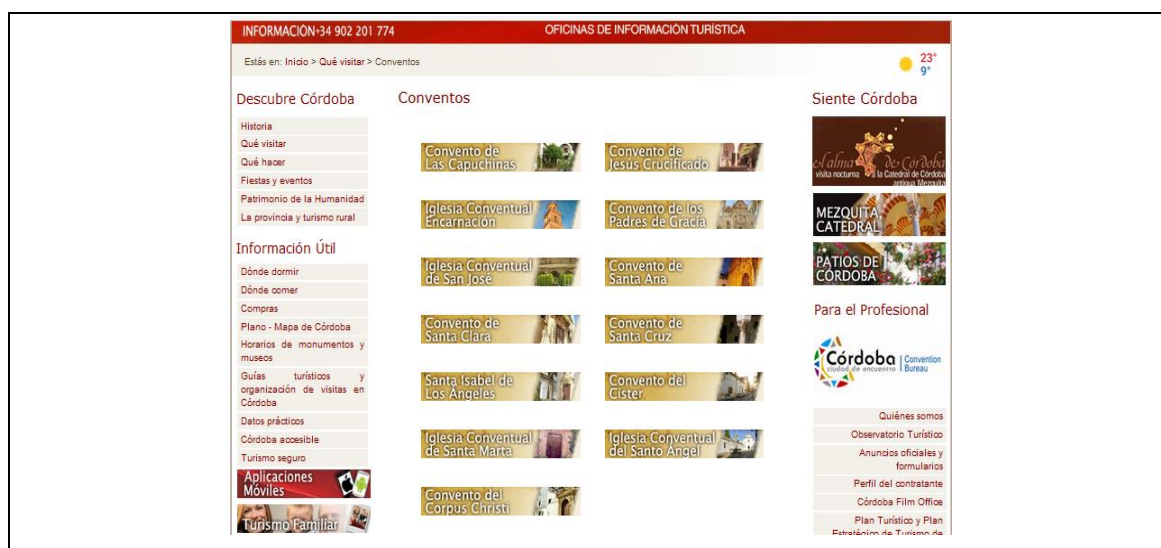 INFORMACIÓN+34 902 201 774
OFICINAS DE INFORMACIÓN TURÍSTICA
Estás en: Inicio > Qué visitar > Conventos
23°
9°
Descubre Córdoba
Historia
Qué visitar
Qué hacer
Fiestas y eventos
Patrimonio de la Humanidad
La provincia y turismo rural
Información Útil
Dónde dormir
Dónde comer
Compras
Plano - Mapa de Córdoba
Horarios de monumentos y
museos
Guías turísticos y
organización de visitas en
Córdoba
Datos prácticos
Córdoba accesible
Turismo seguro
Aplicaciones
Móviles
Turismo Familiar
Conventos
Convento de
Las Capuchinas
Convento de
Jesús Crucificado
Iglesia Conventual
Encarnación
Convento de los
Padres de Gracia
Iglesia Conventual
de San José
Convento de
Santa Ana
Convento de
Santa Clara
Convento de
Santa Cruz
Santa Isabel de
Los Ángeles
Convento del
Cister
Iglesia Conventual
de Santa Marta
Iglesia Conventual
del Santo Ángel
Convento del
Corpus Christi
Siente Córdoba
el alma de Córdoba
visita nocturna a la Catedral de Córdoba
antigua Mezquita
MEZQUITA
CATEDRAL
PATIOS DE
CÓRDOBA
Para el Profesional
Córdoba
ciudad de encuentro
Convention
Bureau
Quiénes somos
Observatorio Turístico
Anuncios oficiales y
formularios
Perfil del contratante
Córdoba Film Office
Plan Turístico y Plan
Estratégico de Turismo de